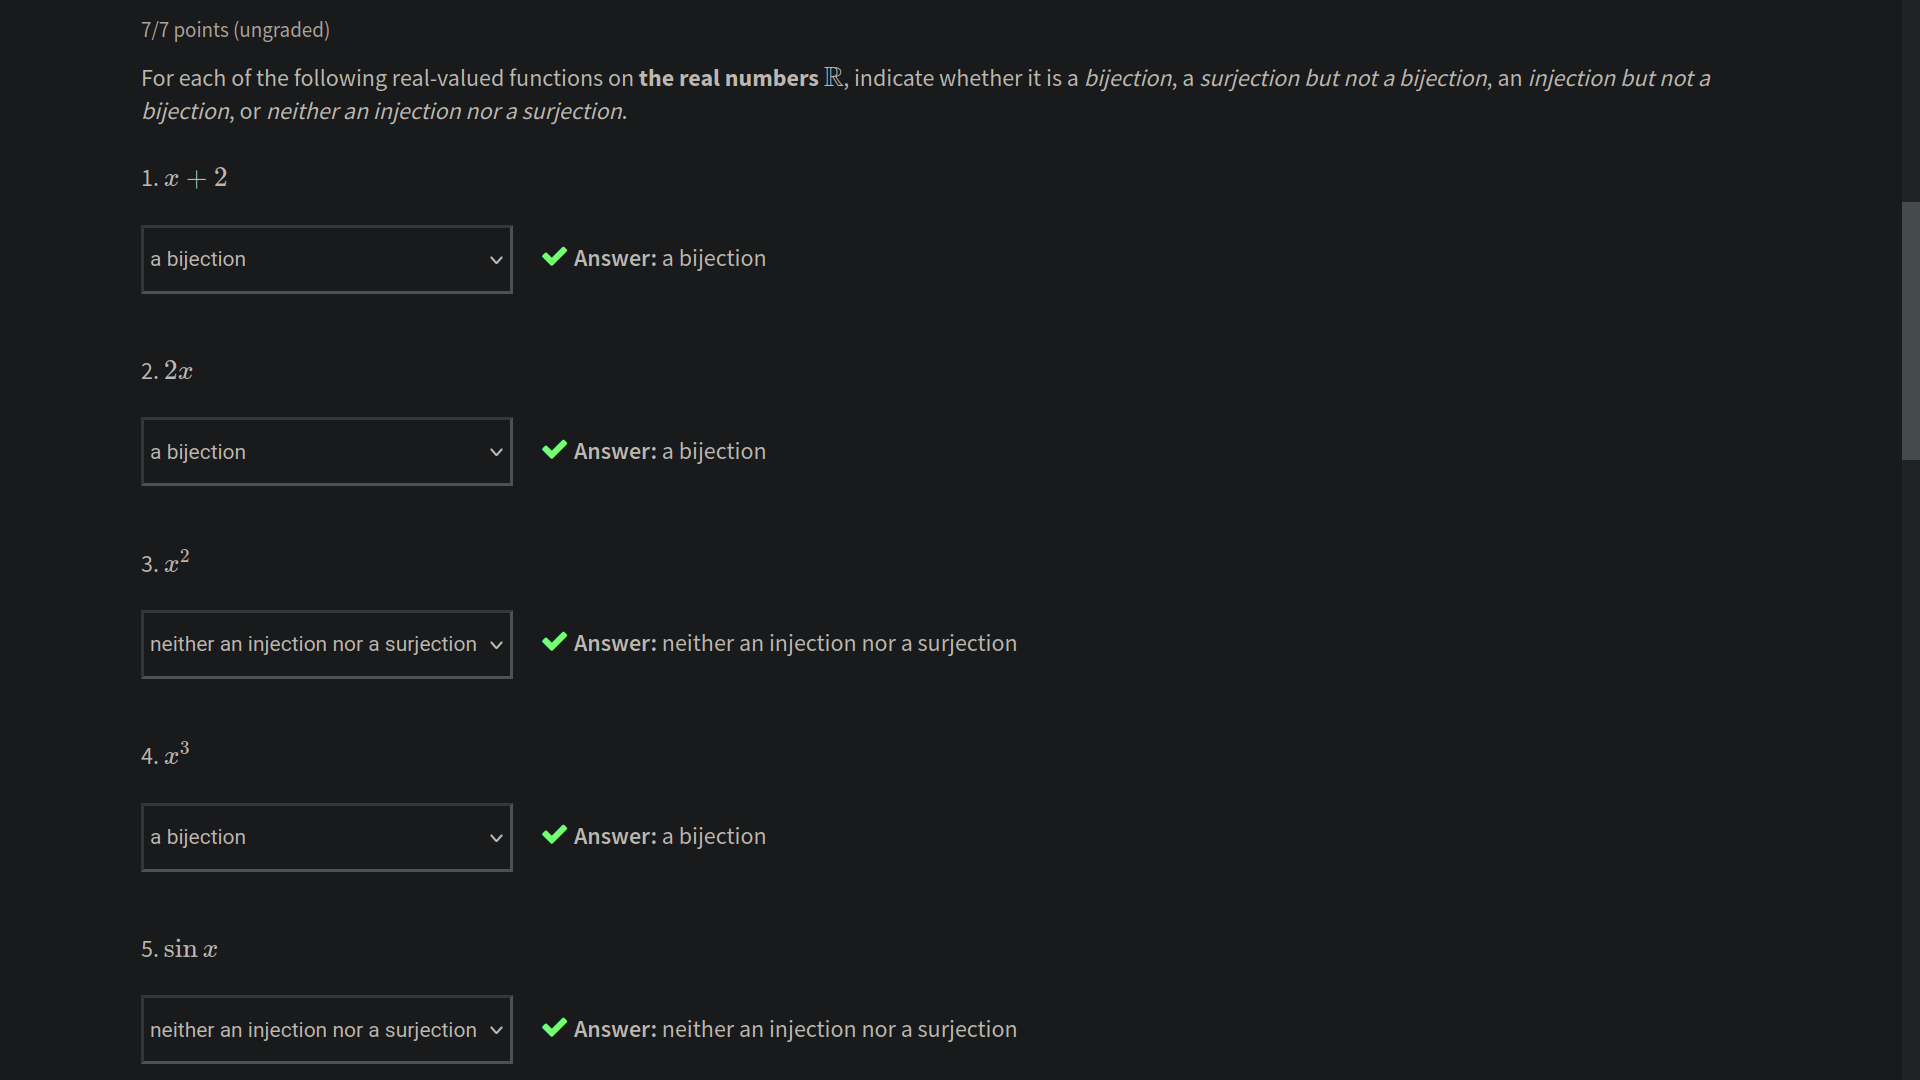 7/7 points (ungraded)
For each of the following real-valued functions on the real numbers ℝ, indicate whether it is a bijection, a surjection but not a bijection, an injection but not a
bijection, or neither an injection nor a surjection.
1. x + 2
a bijection
Answer: a bijection
2. 2x
a bijection
Answer: a bijection
3. x²
neither an injection nor a surjection
Answer: neither an injection nor a surjection
4. x³
a bijection
Answer: a bijection
5. sin x
neither an injection nor a surjection
Answer: neither an injection nor a surjection